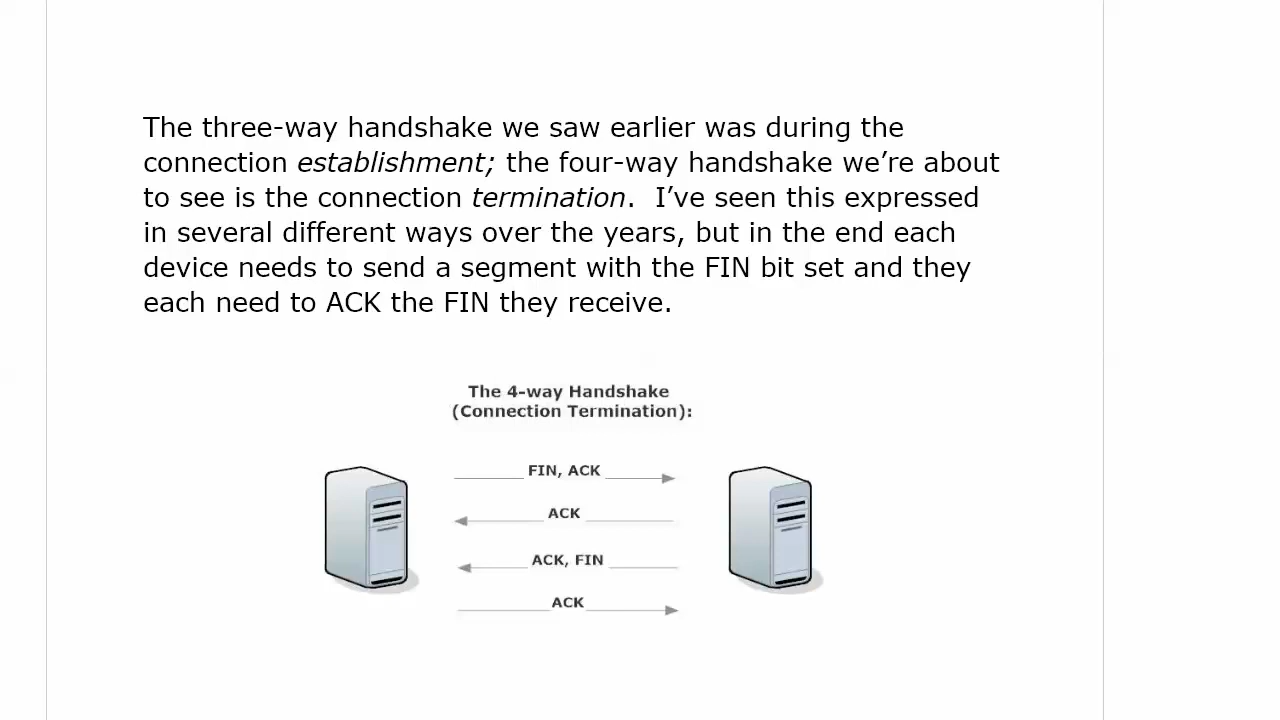 The three-way handshake we saw earlier was during the
connection establishment; the four-way handshake we’re about
to see is the connection termination.  I’ve seen this expressed
in several different ways over the years, but in the end each
device needs to send a segment with the FIN bit set and they
each need to ACK the FIN they receive.
The 4-way Handshake
(Connection Termination):
FIN, ACK
ACK
ACK, FIN
ACK